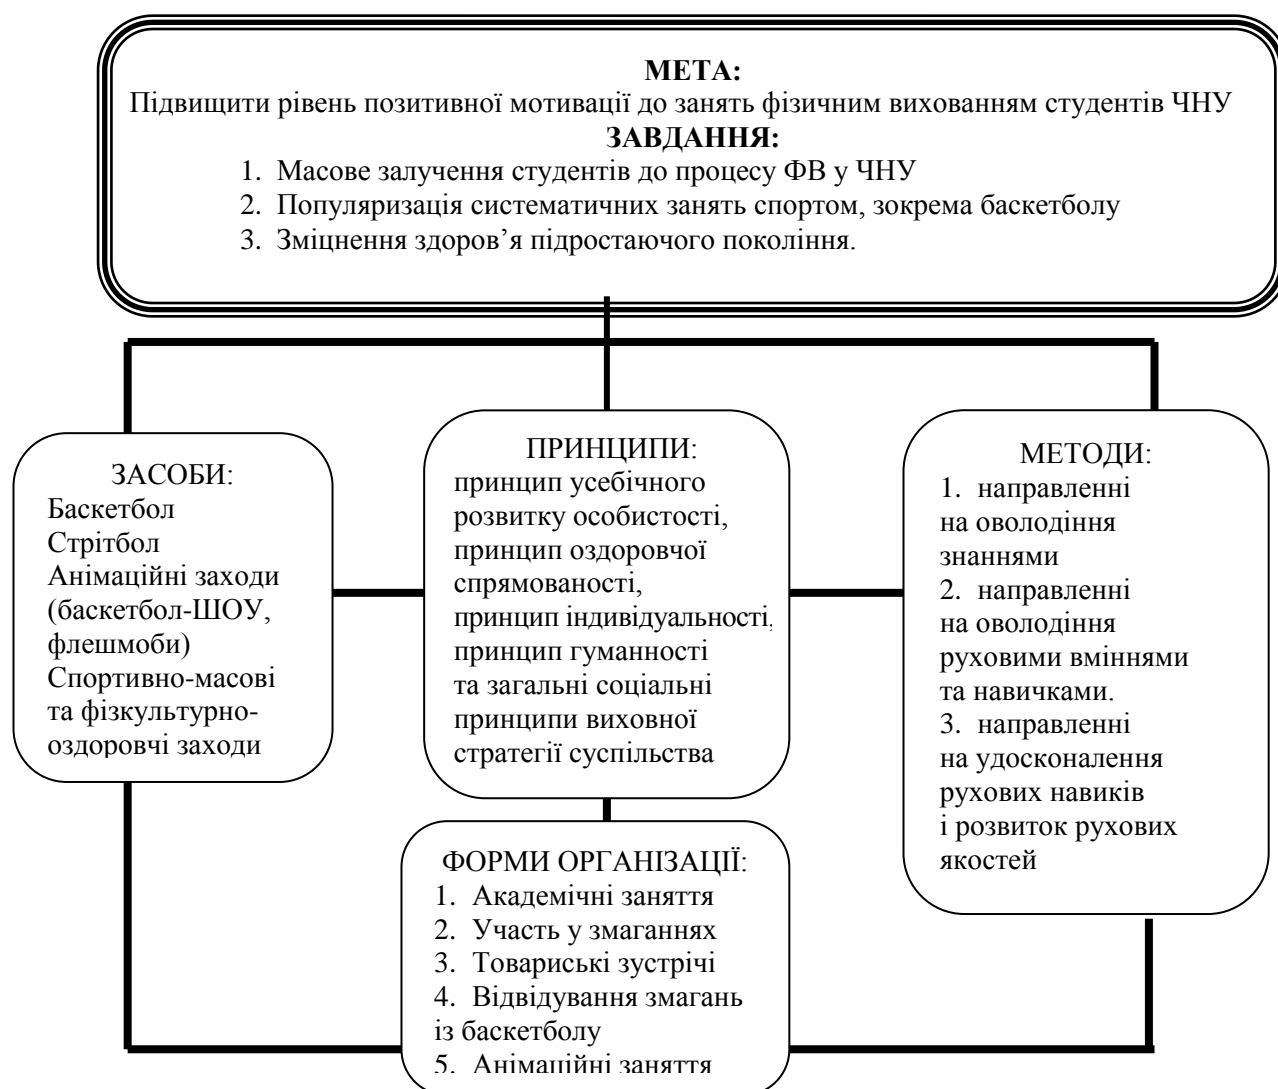 МЕТА:
Підвищити рівень позитивної мотивації до занять фізичним вихованням студентів ЧНУ
ЗАВДАННЯ:
1. Масове залучення студентів до процесу ФВ у ЧНУ
2. Популяризація систематичних занять спортом, зокрема баскетболу
3. Зміцнення здоров’я підростаючого покоління.
ЗАСОБИ:
Баскетбол
Стрітбол
Анімаційні заходи
(баскетбол-ШОУ,
флешмоби)
Спортивно-масові
та фізкультурно-
оздоровчі заходи
ПРИНЦИПИ:
принцип усебічного
розвитку особистості,
принцип оздоровчої
спрямованості,
принцип індивідуальності,
принцип гуманності
та загальні соціальні
принципи виховної
стратегії суспільства
МЕТОДИ:
1. направленні
на оволодіння
знаннями
2. направленні
на оволодіння
руховими вміннями
та навичками.
3. направленні
на удосконалення
рухових навиків
і розвиток рухових
якостей
ФОРМИ ОРГАНІЗАЦІЇ:
1. Академічні заняття
2. Участь у змаганнях
3. Товариські зустрічі
4. Відвідування змагань
із баскетболу
5. Анімаційні заняття